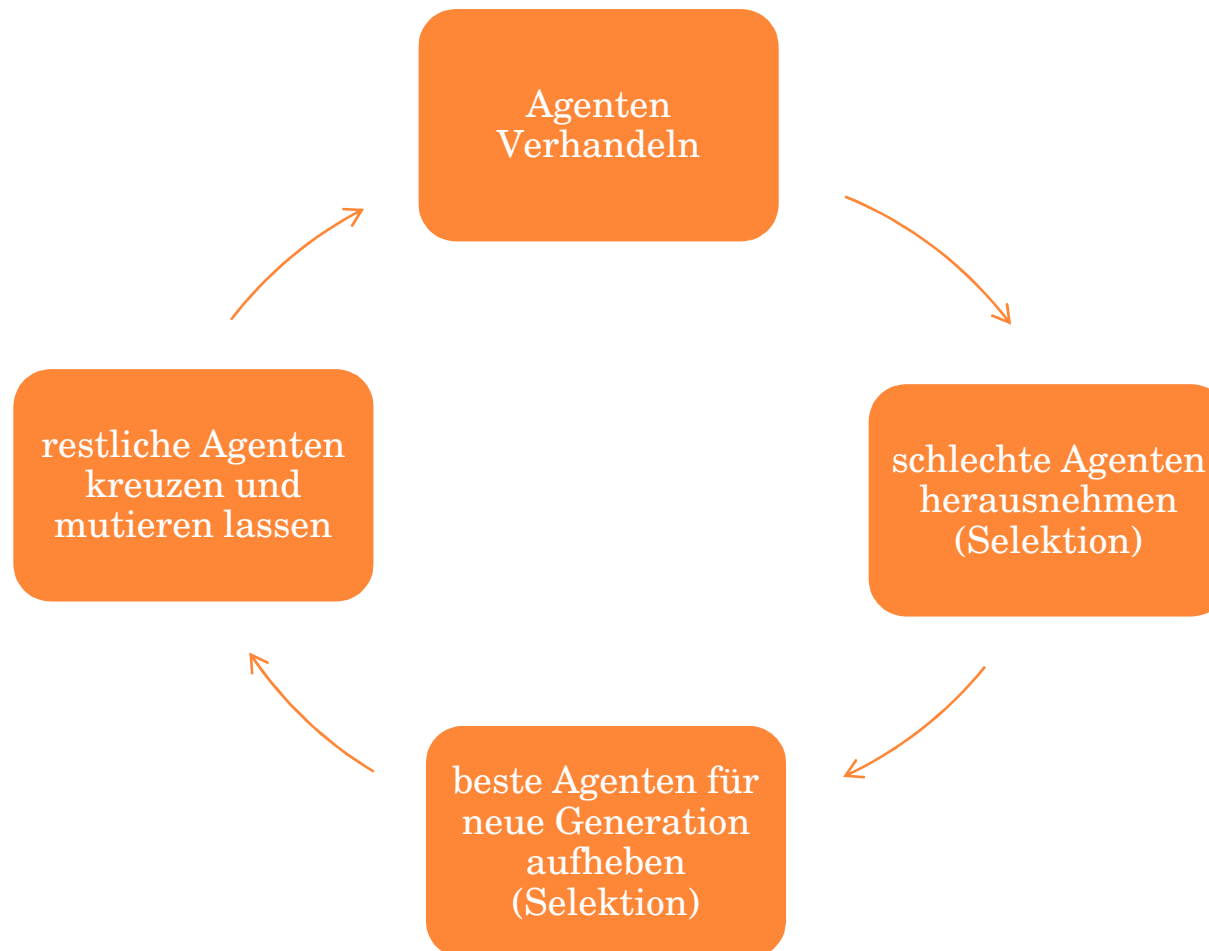 Agenten
Verhandeln
schlechte Agenten
herausnehmen
(Selektion)
beste Agenten für
neue Generation
aufheben
(Selektion)
restliche Agenten
kreuzen und
mutieren lassen